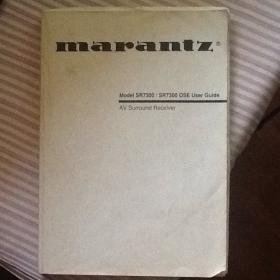 marantz®
Model SR7300 / SR7300 OSE User Guide
AV Surround Receiver